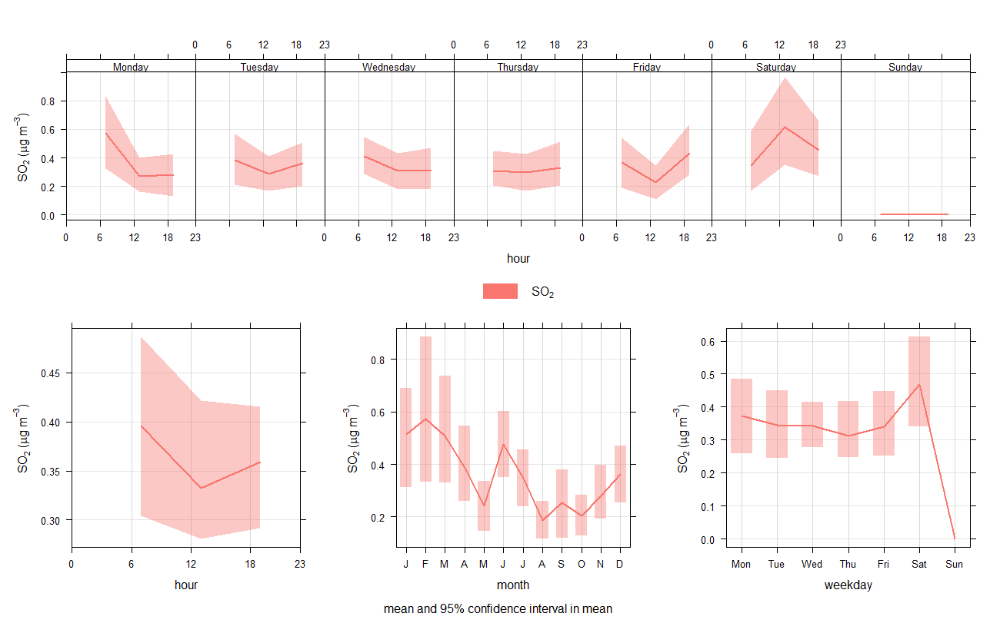 0 6 12 18 23 0 6 12 18 23 0 6 12 18 23
Monday Tuesday Wednesday Thursday Friday Saturday Sunday
SO₂ (µg m⁻³)
0.8
0.6
0.4
0.2
0.0
0 6 12 18 23 0 6 12 18 23 0 6 12 18 23 0 6 12 18 23
hour
SO₂
SO₂ (µg m⁻³)
0.45
0.40
0.35
0.30
0 6 12 18 23
hour
SO₂ (µg m⁻³)
0.8
0.6
0.4
0.2
J F M A M J J A S O N D
month
SO₂ (µg m⁻³)
0.6
0.5
0.4
0.3
0.2
0.1
0.0
Mon Tue Wed Thu Fri Sat Sun
weekday
mean and 95% confidence interval in mean